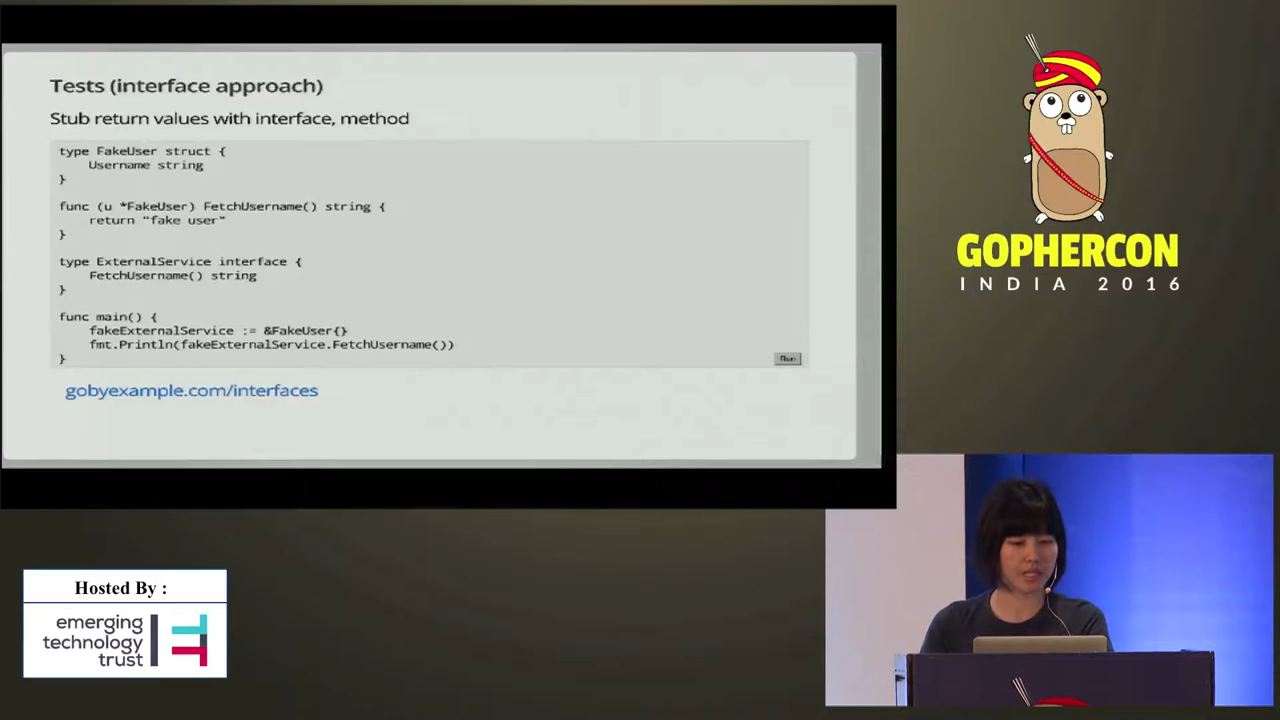 Tests (interface approach)
Stub return values with interface, method
type FakeUser struct {
Username string
}
func (u *FakeUser) FetchUsername() string {
return "fake user"
}
type ExternalService interface {
FetchUsername() string
}
func main() {
fakeExternalService := &FakeUser{}
fmt.Println(fakeExternalService.FetchUsername())
}
Run
gobyexample.com/interfaces
GOPHERCON
INDIA 2016
Hosted By :
emerging
technology
trust